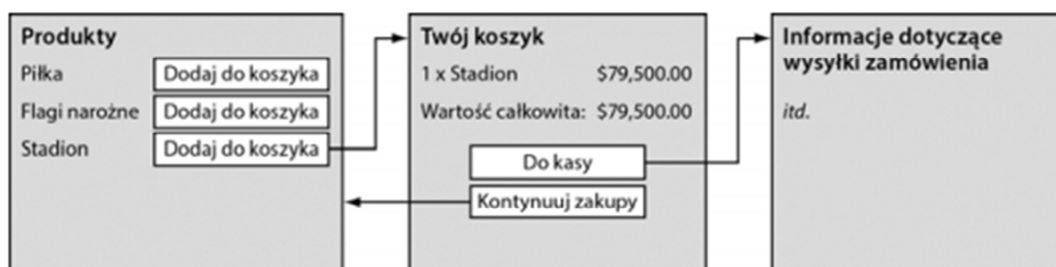 Produkty
Piłka Dodaj do koszyka
Flagi narożne Dodaj do koszyka
Stadion Dodaj do koszyka
Twój koszyk
1 x Stadion $79,500.00
Wartość całkowita: $79,500.00
Do kasy
Kontynuuj zakupy
Informacje dotyczące
wysyłki zamówienia
itd.